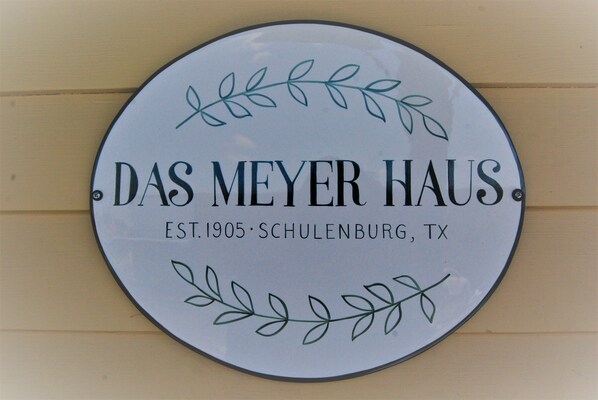 DAS MEYER HAUS
EST. 1905 · SCHULENBURG, TX